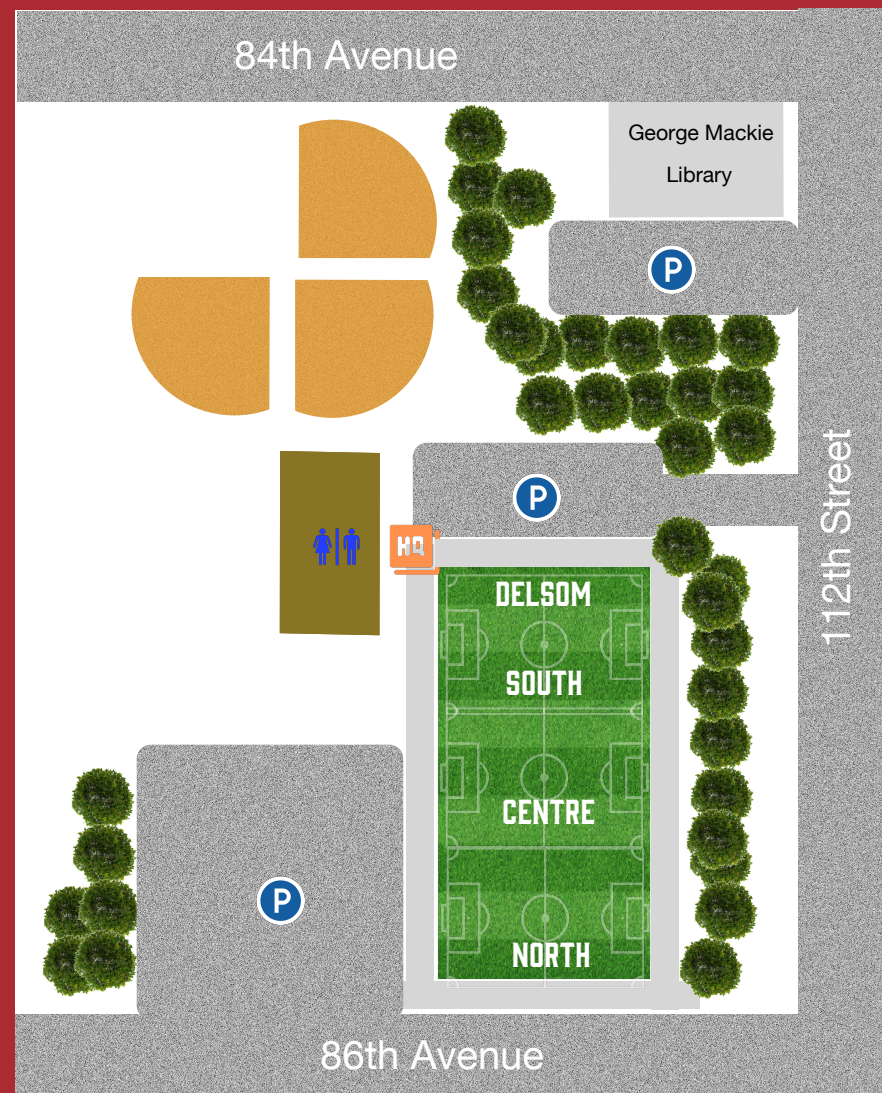 84th Avenue
George Mackie
Library
P
112th Street
P
HQ
DELSOM
SOUTH
CENTRE
P
NORTH
86th Avenue